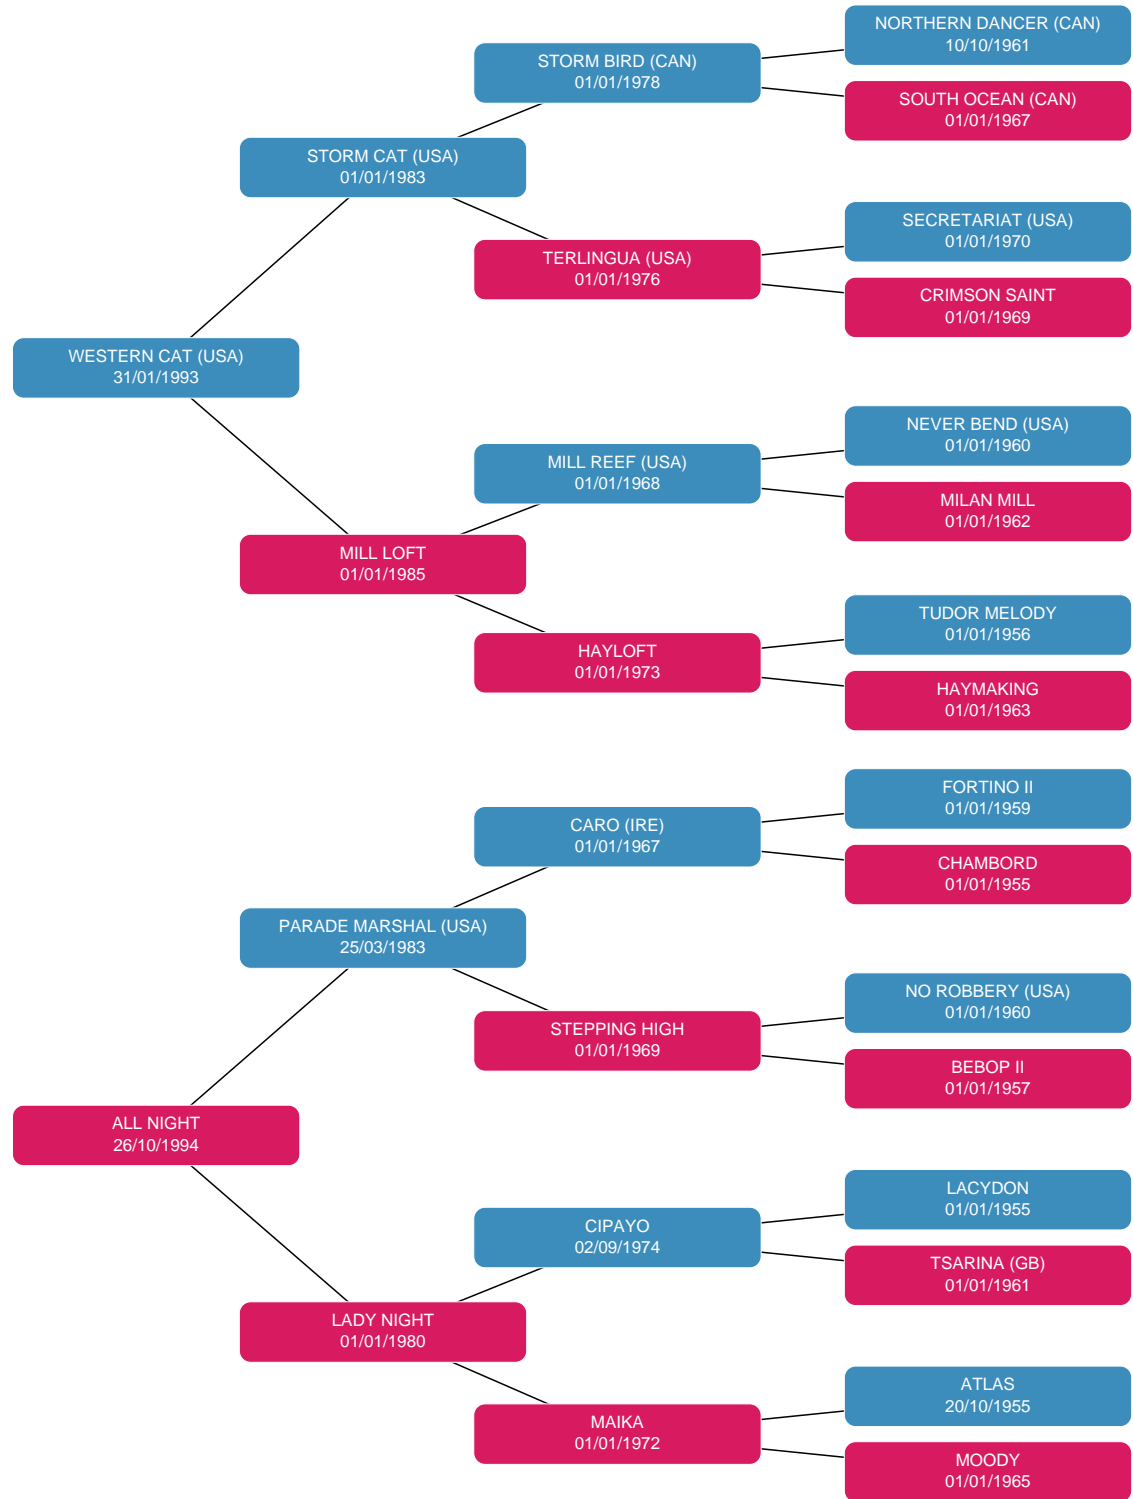 NORTHERN DANCER (CAN)
10/10/1961
STORM BIRD (CAN)
01/01/1978
SOUTH OCEAN (CAN)
01/01/1967
STORM CAT (USA)
01/01/1983
SECRETARIAT (USA)
01/01/1970
TERLINGUA (USA)
01/01/1976
CRIMSON SAINT
01/01/1969
WESTERN CAT (USA)
31/01/1993
NEVER BEND (USA)
01/01/1960
MILL REEF (USA)
01/01/1968
MILAN MILL
01/01/1962
MILL LOFT
01/01/1985
TUDOR MELODY
01/01/1956
HAYLOFT
01/01/1973
HAYMAKING
01/01/1963
FORTINO II
01/01/1959
CARO (IRE)
01/01/1967
CHAMBORD
01/01/1955
PARADE MARSHAL (USA)
25/03/1983
NO ROBBERY (USA)
01/01/1960
STEPPING HIGH
01/01/1969
BEBOP II
01/01/1957
ALL NIGHT
26/10/1994
LACYDON
01/01/1955
CIPAYO
02/09/1974
TSARINA (GB)
01/01/1961
LADY NIGHT
01/01/1980
ATLAS
20/10/1955
MAIKA
01/01/1972
MOODY
01/01/1965